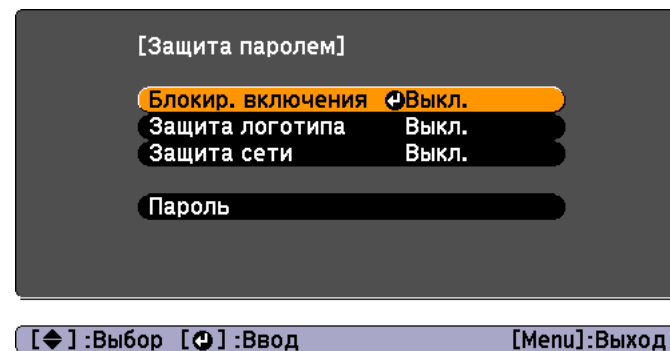 [Защита паролем]
Блокир. включения Выкл.
Защита логотипа Выкл.
Защита сети Выкл.
Пароль
[◆] :Выбор [⏎] :Ввод [Menu]:Выход